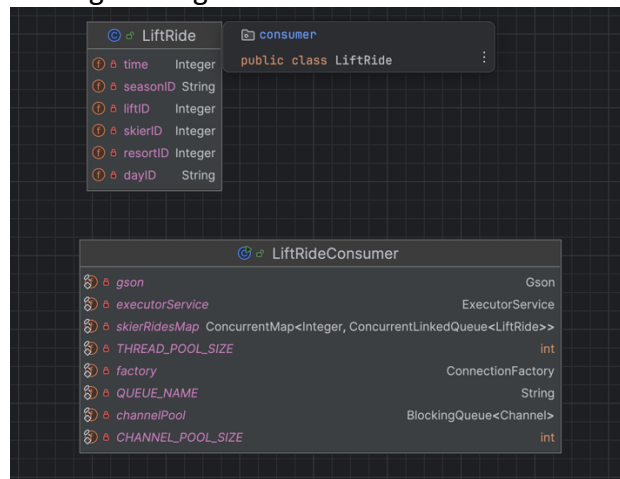 LiftRide
consumer
public class LiftRide
time Integer
seasonID String
liftID Integer
skierID Integer
resortID Integer
dayID String
LiftRideConsumer
gson Gson
executorService ExecutorService
skierRidesMap ConcurrentMap<Integer, ConcurrentLinkedQueue<LiftRide>>
THREAD_POOL_SIZE int
factory ConnectionFactory
QUEUE_NAME String
channelPool BlockingQueue<Channel>
CHANNEL_POOL_SIZE int